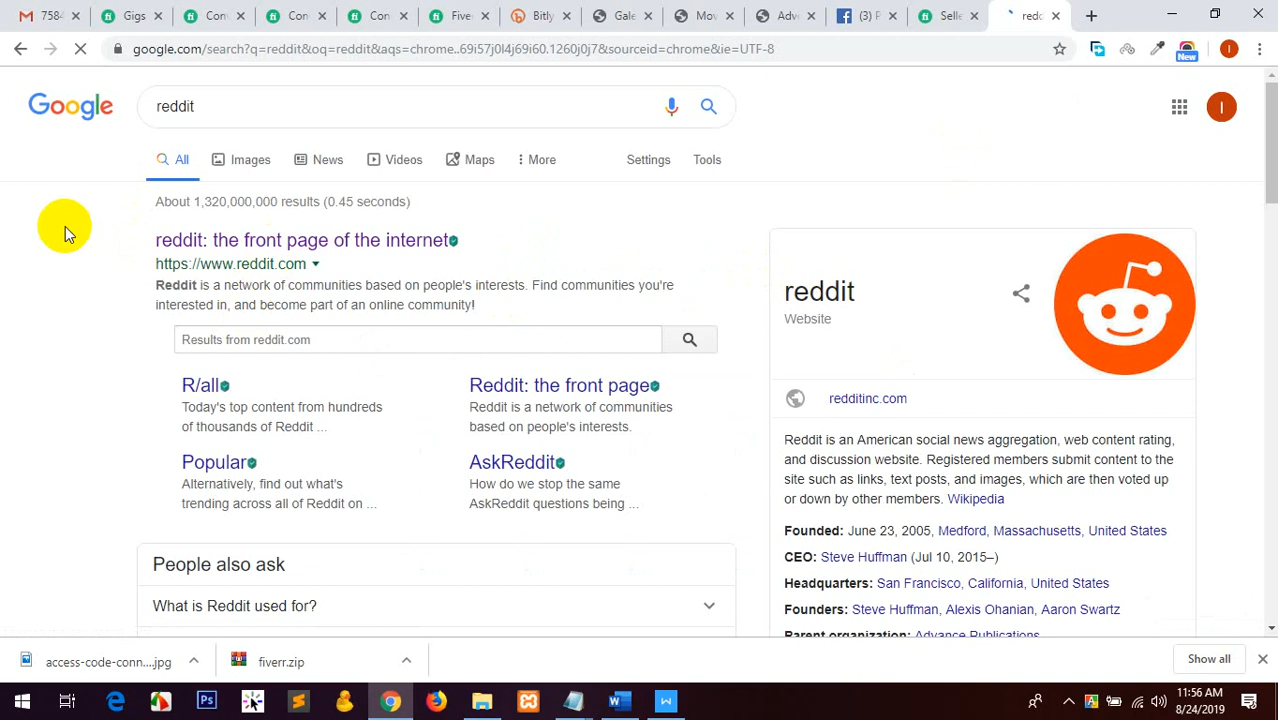 7584
Gigs
Con
Con
Fiver
Bitly
Gale
Mov
Adv
(3) F
Selle
redd
google.com/search?q=reddit&oq=reddit&aqs=chrome..69i57j0l4j69i60.1260j0j7&sourceid=chrome&ie=UTF-8
New
I
Google
reddit
I
All
Images
News
Videos
Maps
More
Settings
Tools
About 1,320,000,000 results (0.45 seconds)
reddit: the front page of the internet
https://www.reddit.com
Reddit is a network of communities based on people's interests. Find communities you're
interested in, and become part of an online community!
Results from reddit.com
R/all
Today's top content from hundreds
of thousands of Reddit ...
Reddit: the front page
Reddit is a network of communities
based on people's interests.
Popular
Alternatively, find out what's
trending across all of Reddit on ...
AskReddit
How do we stop the same
AskReddit questions being ...
People also ask
What is Reddit used for?
reddit
Website
redditinc.com
Reddit is an American social news aggregation, web content rating,
and discussion website. Registered members submit content to the
site such as links, text posts, and images, which are then voted up
or down by other members. Wikipedia
Founded: June 23, 2005, Medford, Massachusetts, United States
CEO: Steve Huffman (Jul 10, 2015–)
Headquarters: San Francisco, California, United States
Founders: Steve Huffman, Alexis Ohanian, Aaron Swartz
Parent organization: Advance Publications
access-code-conn....jpg
fiverr.zip
Show all
Ps
11:56 AM
8/24/2019